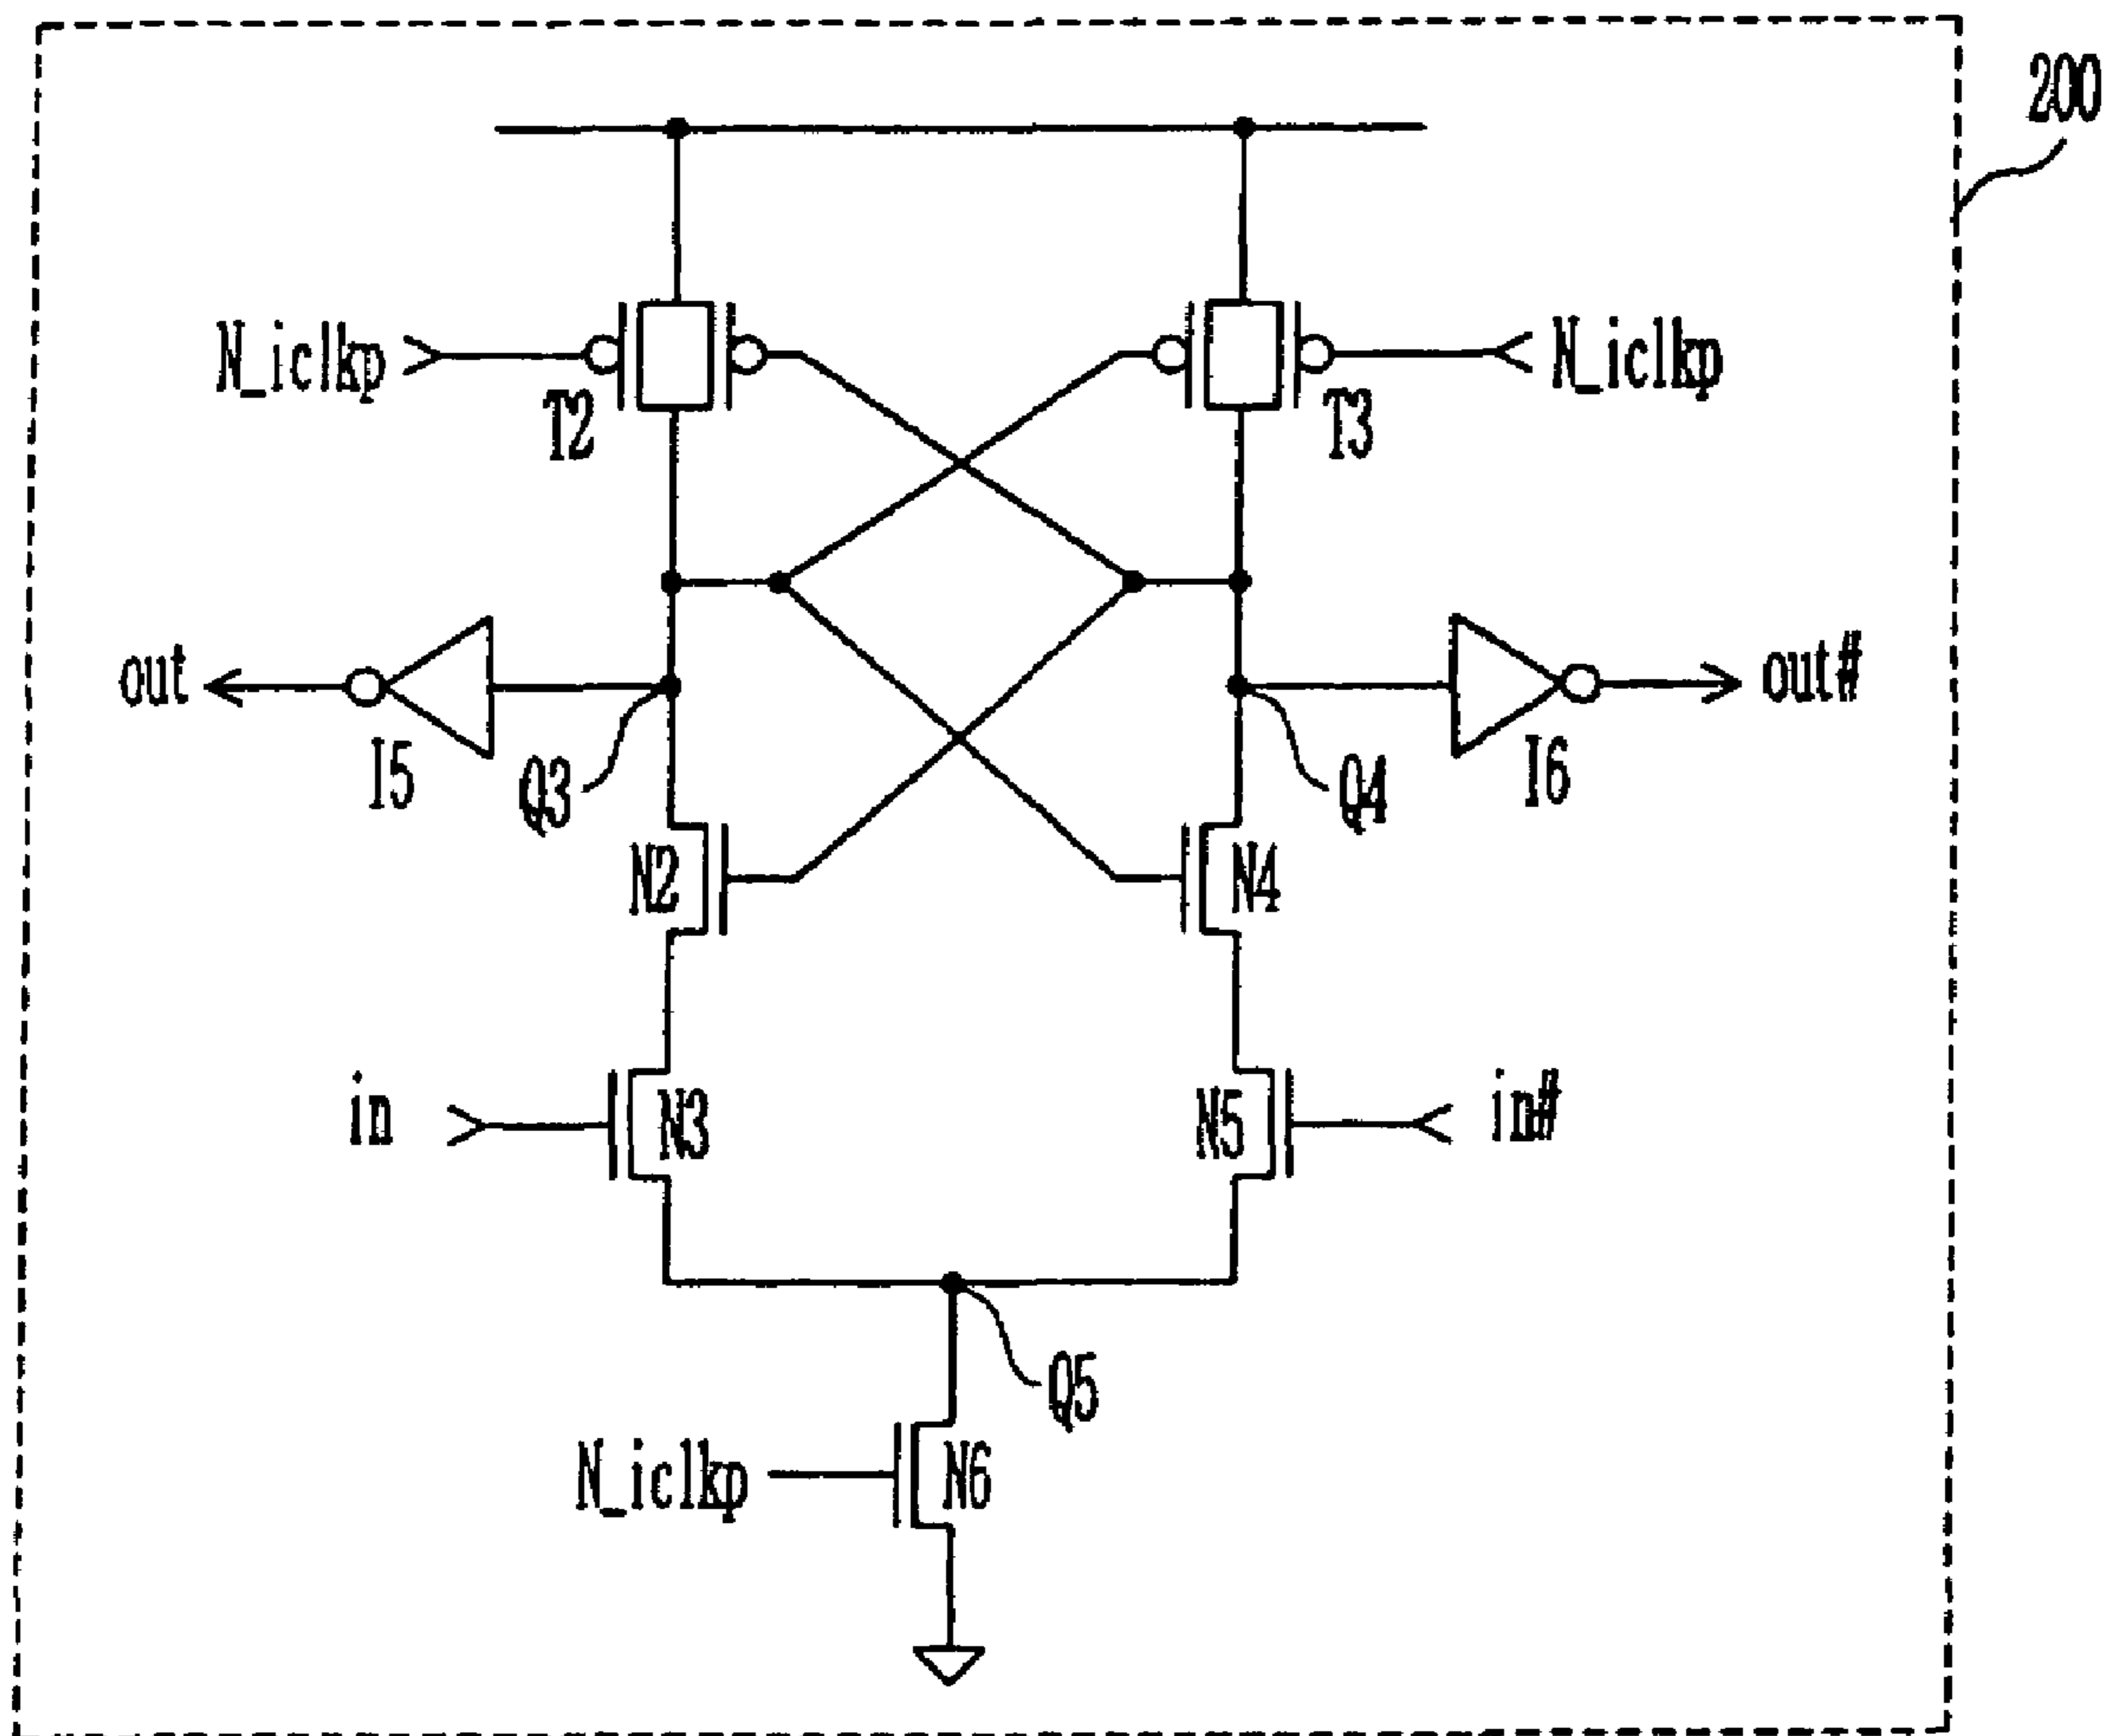 200
N_iclkp
N_iclkp
T2
T3
out
out#
I5
Q3
Q4
I6
N2
N4
in
N3
N5
in#
Q5
N_iclkp
N6